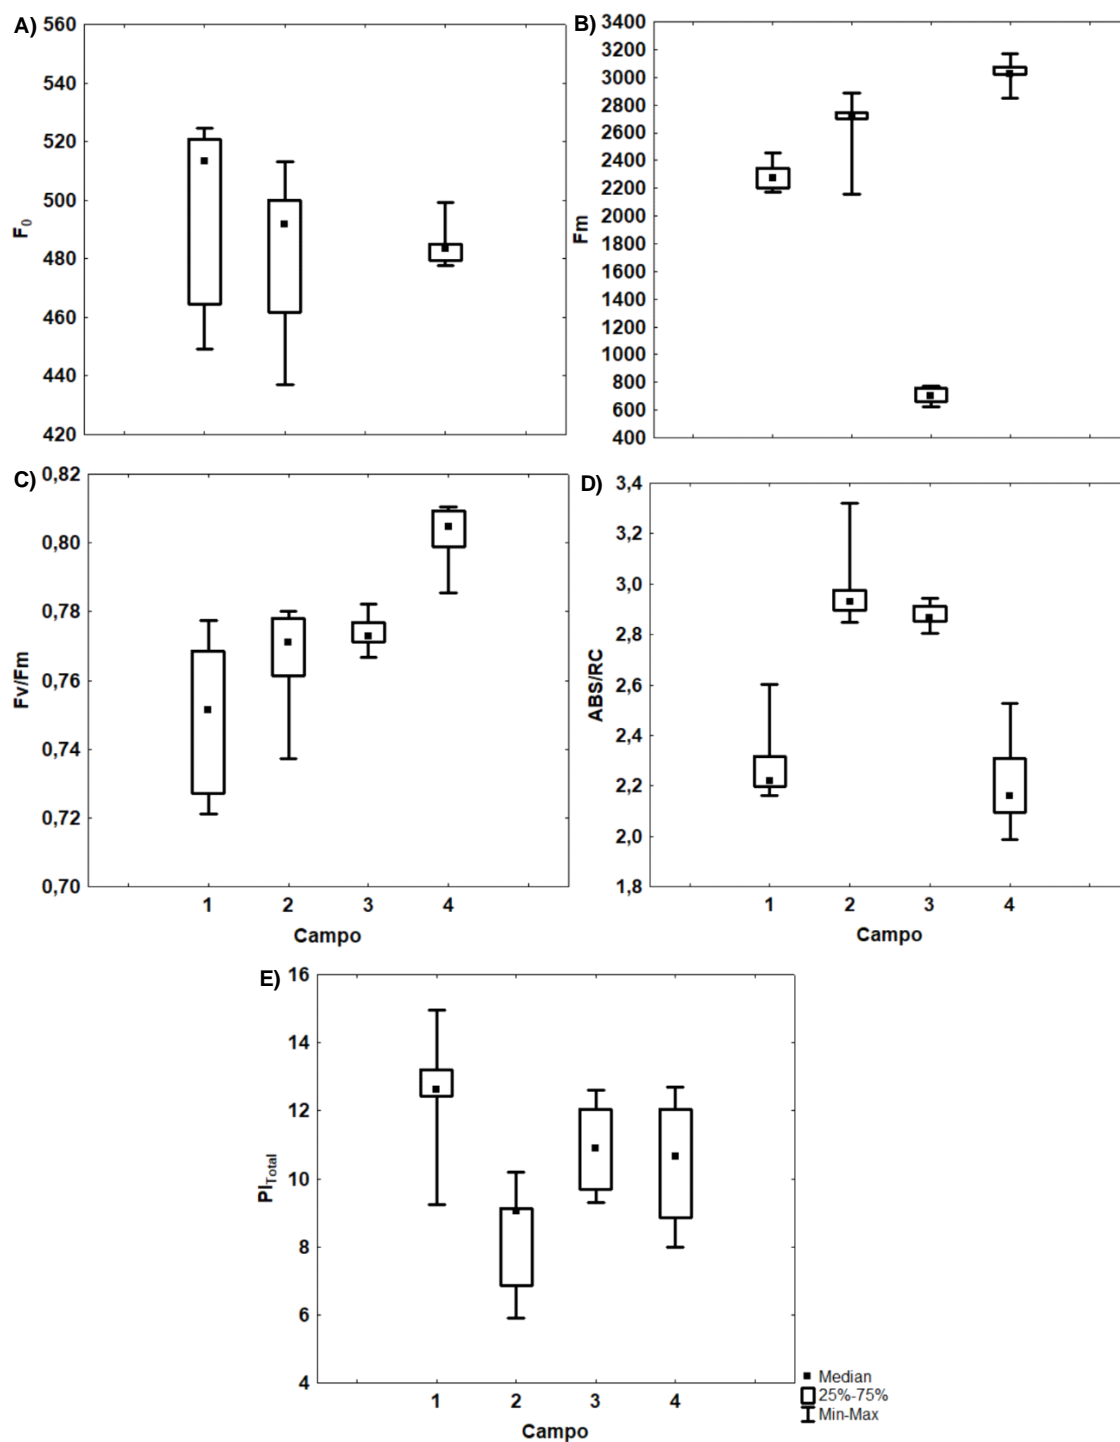 A)
560
540
520
500
480
460
440
420
F0
B)
3400
3200
3000
2800
2600
2400
2200
2000
1800
1600
1400
1200
1000
800
600
400
Fm
C)
0,82
0,80
0,78
0,76
0,74
0,72
0,70
Fv/Fm
1 2 3 4
Campo
D)
3,4
3,2
3,0
2,8
2,6
2,4
2,2
2,0
1,8
ABS/RC
1 2 3 4
Campo
E)
16
14
12
10
8
6
4
PITotal
1 2 3 4
Campo
Median
25%-75%
Min-Max